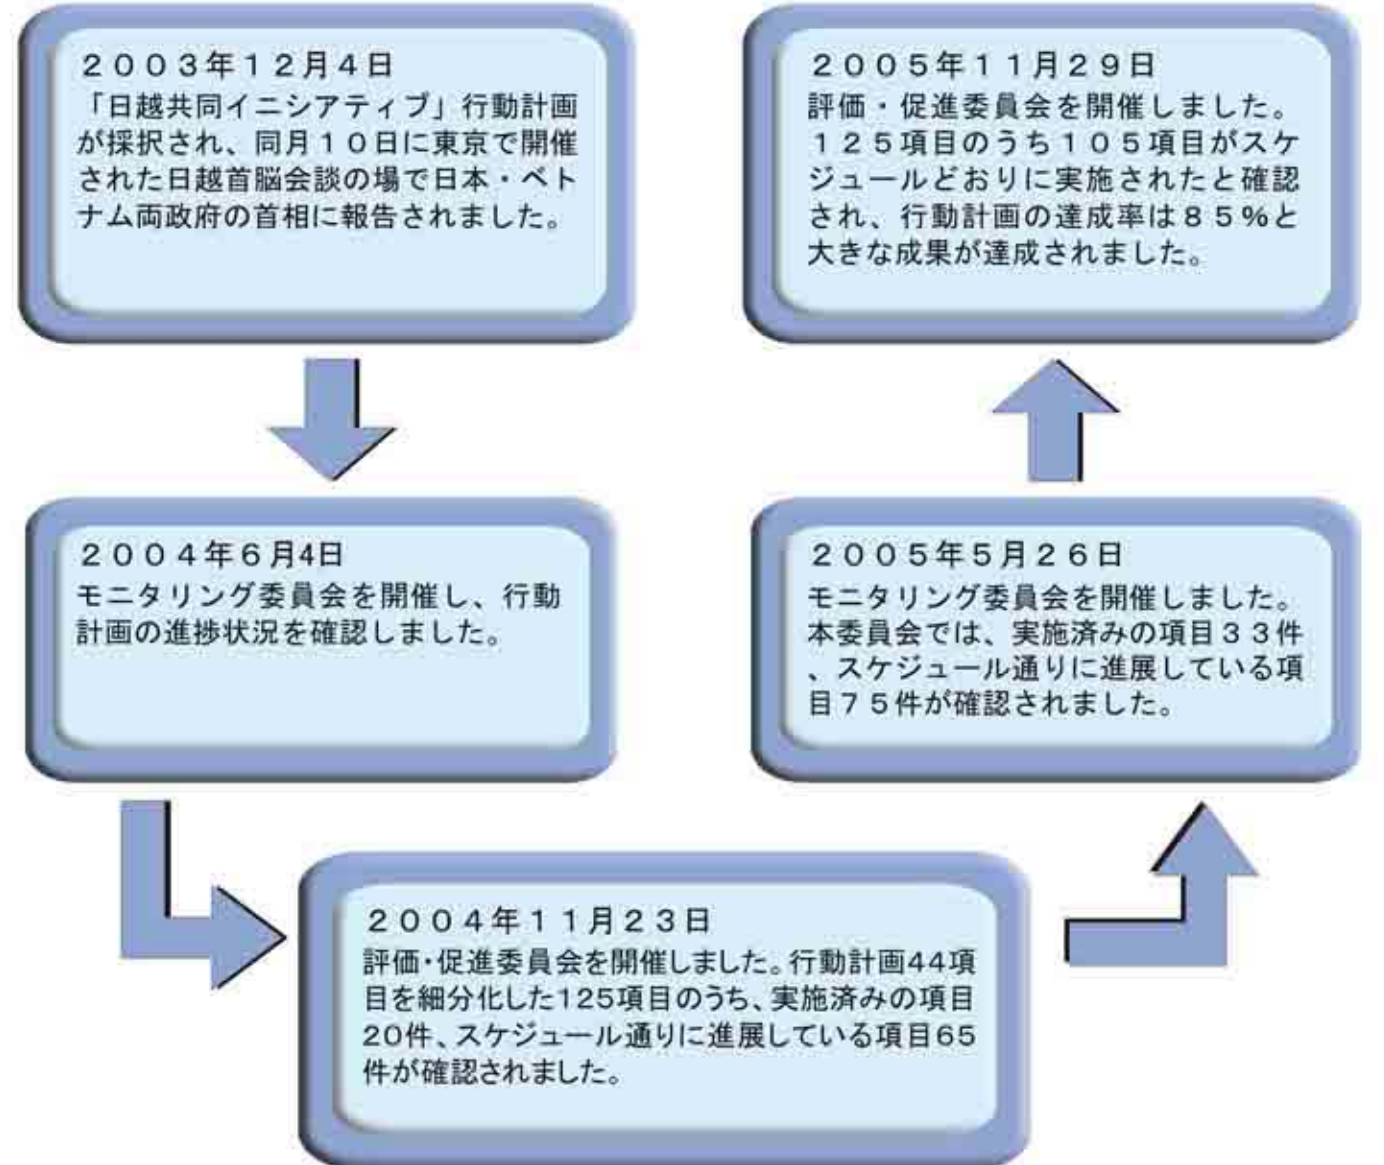 ２００３年１２月４日
「日越共同イニシアティブ」行動計画
が採択され、同月１０日に東京で開催
された日越首脳会談の場で日本・ベト
ナム両政府の首相に報告されました。
２００４年６月4日
モニタリング委員会を開催し、行動
計画の進捗状況を確認しました。
２００４年１１月２３日
評価・促進委員会を開催しました。行動計画44項
目を細分化した125項目のうち、実施済みの項目
20件、スケジュール通りに進展している項目65
件が確認されました。
２００５年５月２６日
モニタリング委員会を開催しました。
本委員会では、実施済みの項目３３件
、スケジュール通りに進展している項
目７５件が確認されました。
２００５年１１月２９日
評価・促進委員会を開催しました。
１２５項目のうち１０５項目がスケ
ジュールどおりに実施されたと確認
され、行動計画の達成率は８５%と
大きな成果が達成されました。